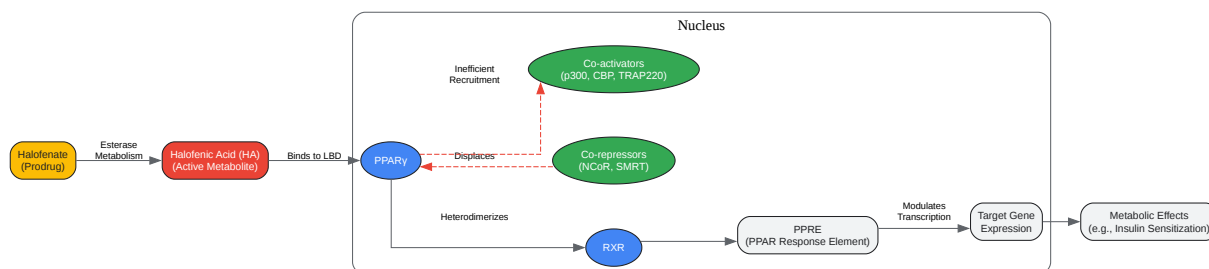 Nucleus
Co-activators
(p300, CBP, TRAP220)
Inefficient
Recruitment
Halofenate
(Prodrug)
Esterase
Metabolism
Halofenic Acid (HA)
(Active Metabolite)
Binds to LBD
PPARγ
Displaces
Co-repressors
(NCoR, SMRT)
Heterodimerizes
RXR
PPRE
(PPAR Response Element)
Modulates
Transcription
Target Gene
Expression
Metabolic Effects
(e.g., Insulin Sensitization)